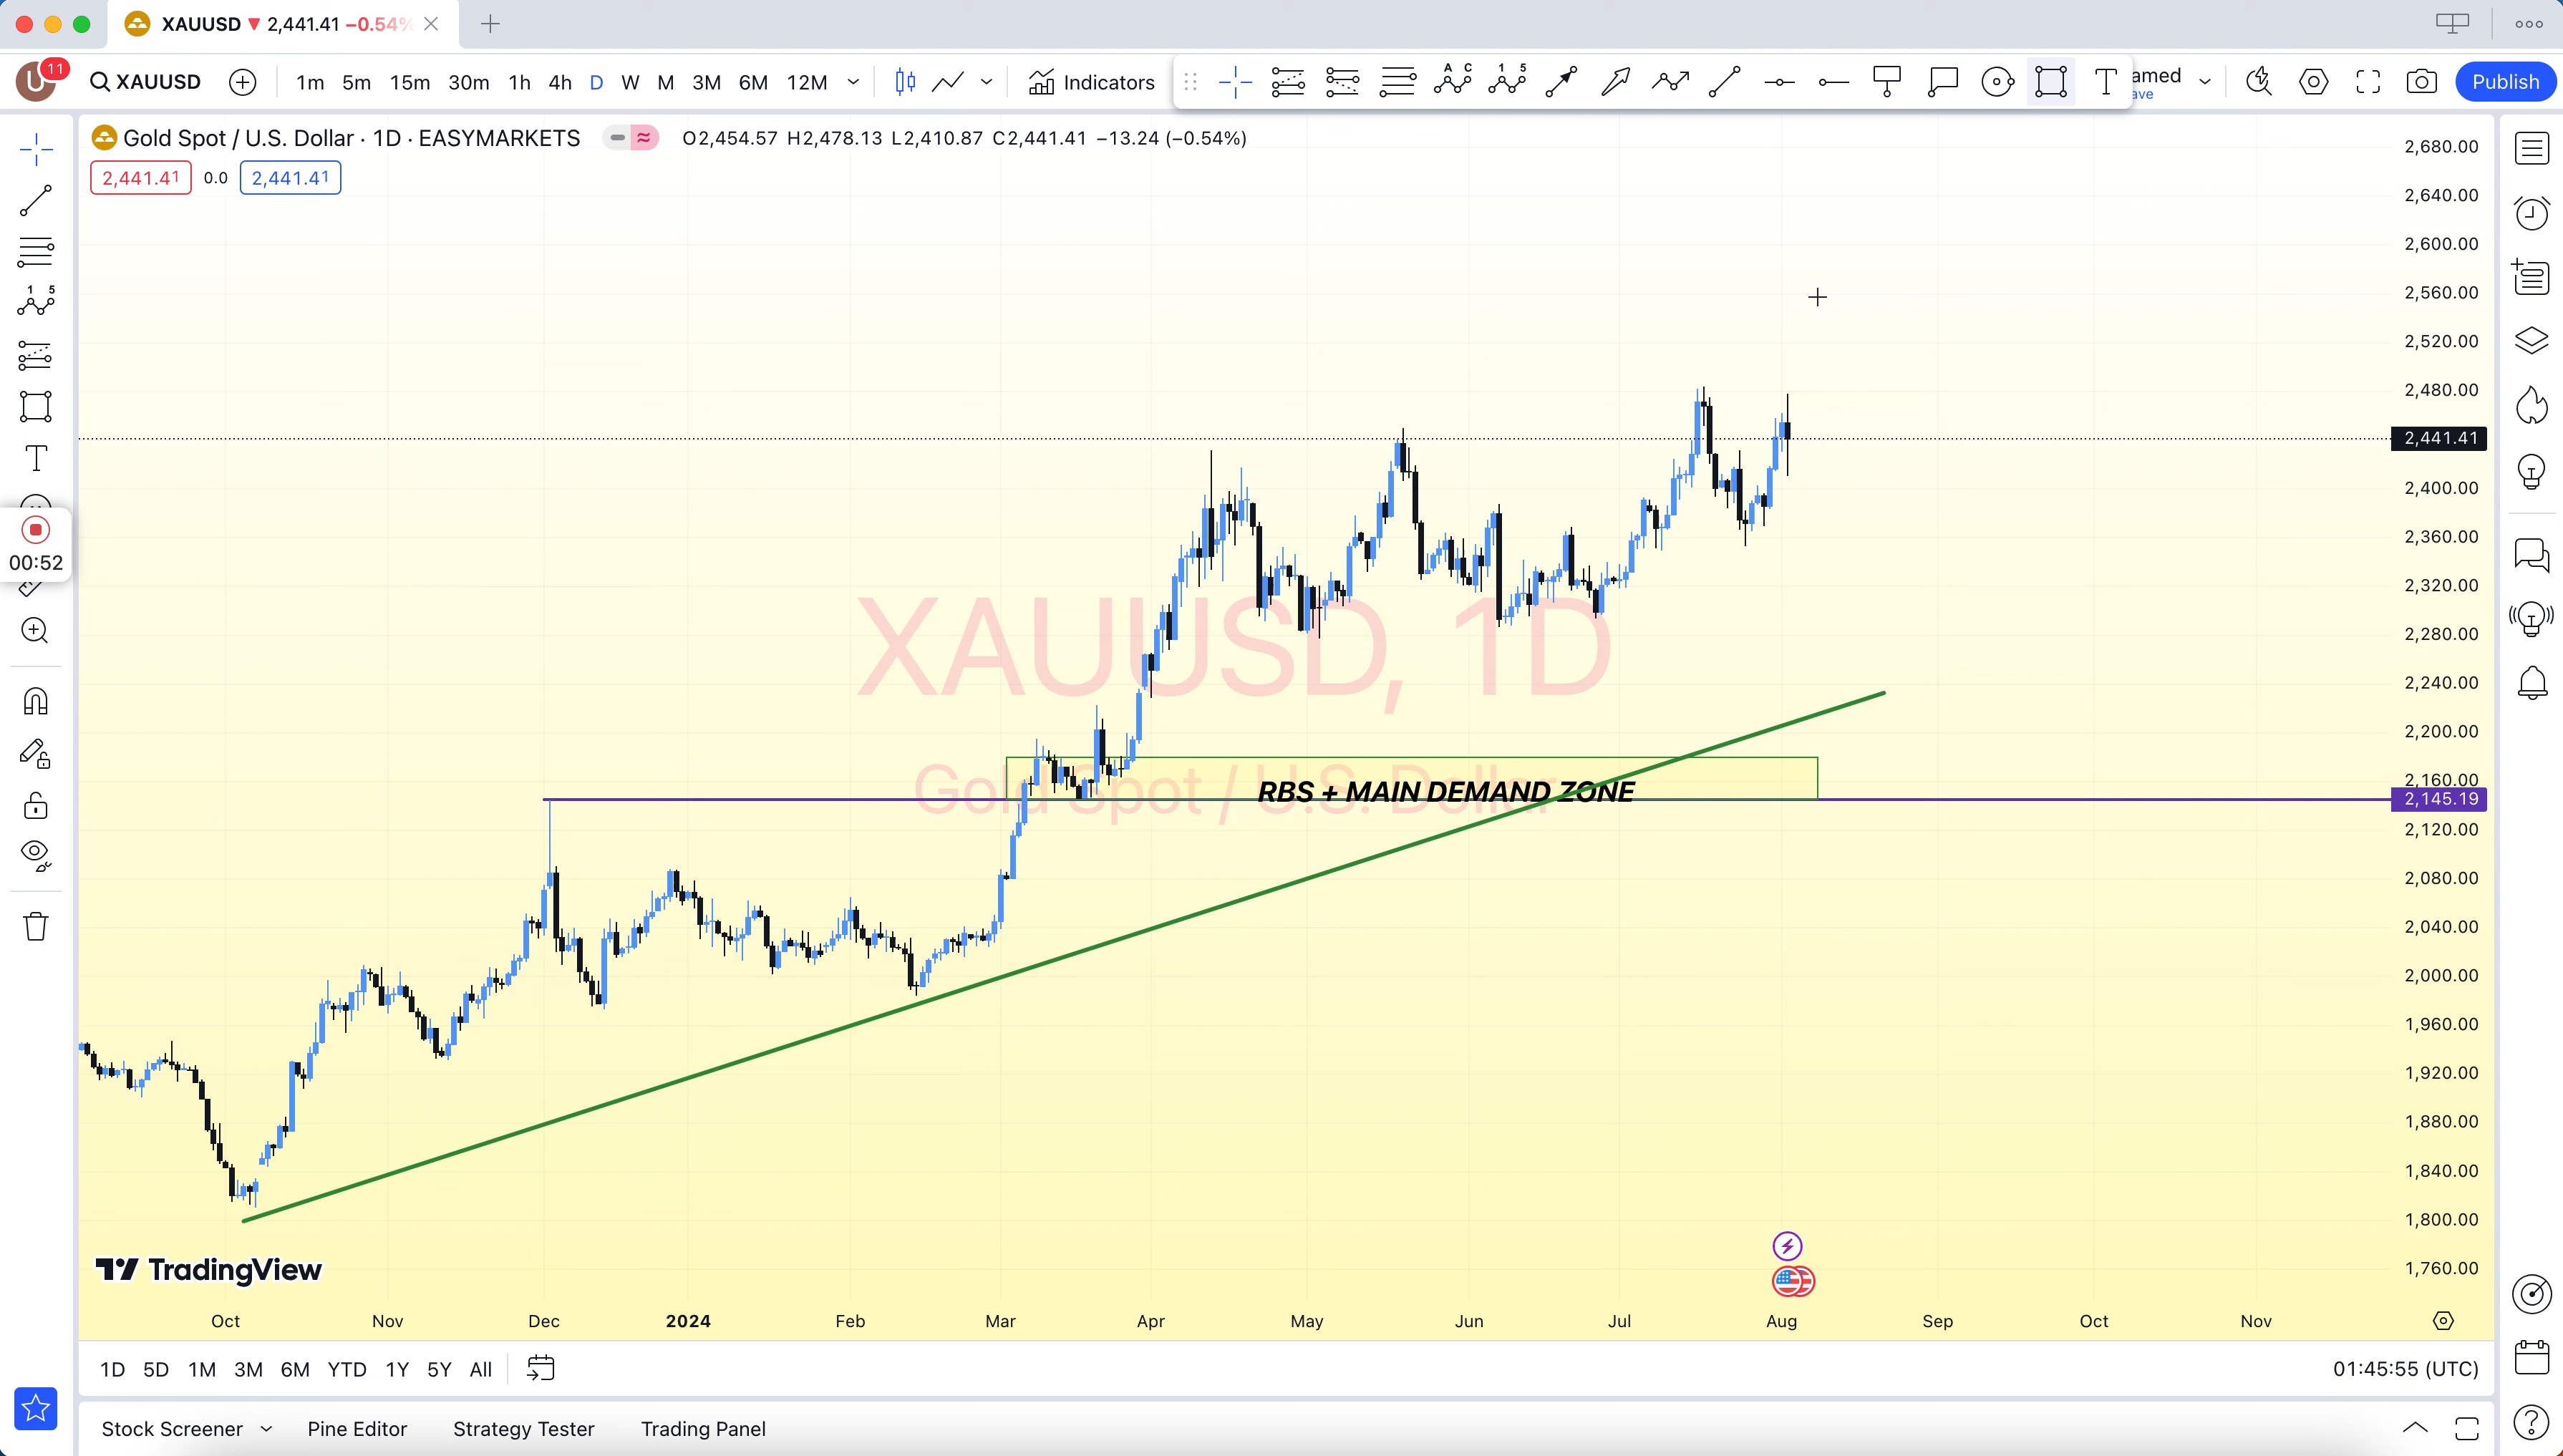 XAUUSD ▼ 2,441.41 −0.54%
U 11 XAUUSD 1m 5m 15m 30m 1h 4h D W M 3M 6M 12M Indicators A C 1 5 T amed ave Publish
Gold Spot / U.S. Dollar · 1D · EASYMARKETS O2,454.57 H2,478.13 L2,410.87 C2,441.41 −13.24 (−0.54%)
2,441.41 0.0 2,441.41
1 5
T
00:52
XAUUSD, 1D
Gold Spot / U.S. Dollar
RBS + MAIN DEMAND ZONE
2,680.00
2,640.00
2,600.00
2,560.00
2,520.00
2,480.00
2,441.41
2,400.00
2,360.00
2,320.00
2,280.00
2,240.00
2,200.00
2,160.00
2,145.19
2,120.00
2,080.00
2,040.00
2,000.00
1,960.00
1,920.00
1,880.00
1,840.00
1,800.00
1,760.00
TradingView
Oct Nov Dec 2024 Feb Mar Apr May Jun Jul Aug Sep Oct Nov
1D 5D 1M 3M 6M YTD 1Y 5Y All 01:45:55 (UTC)
Stock Screener Pine Editor Strategy Tester Trading Panel